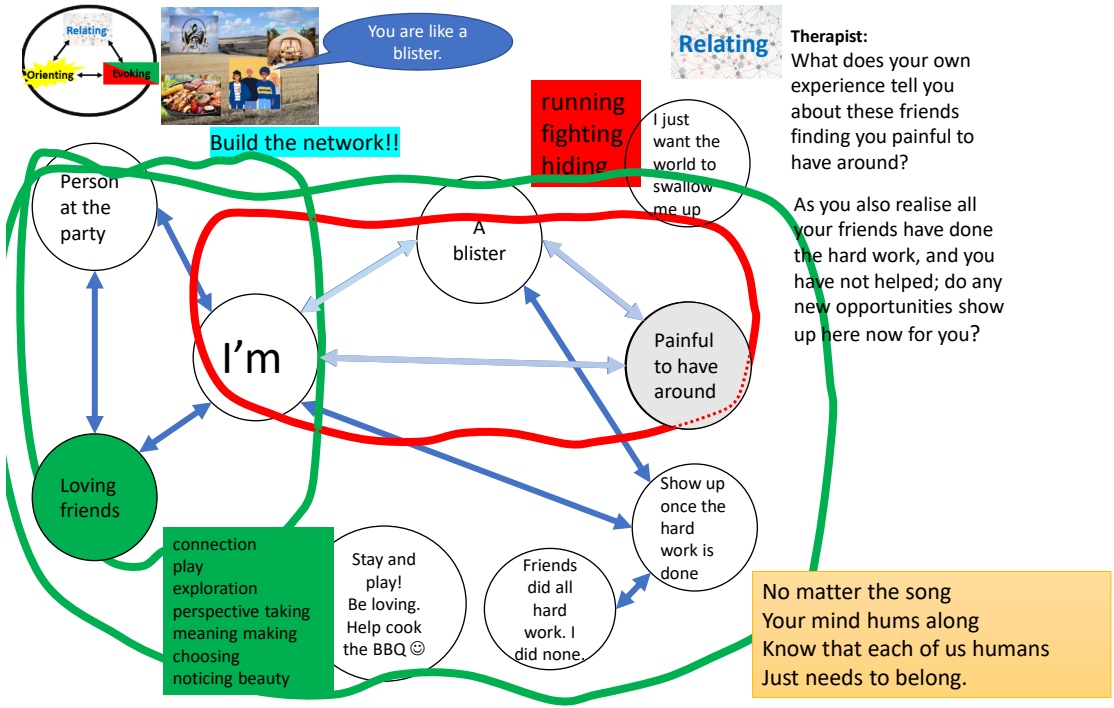 Relating
Orienting
Evoking
You are like a
blister.
Relating
Therapist:
What does your own
experience tell you
about these friends
finding you painful to
have around?
As you also realise all
your friends have done
the hard work, and you
have not helped; do any
new opportunities show
up here now for you?
Build the network!!
running
fighting
hiding
I just
want the
world to
swallow
me up
Person
at the
party
A
blister
I'm
Painful
to have
around
Loving
friends
Show up
once the
hard
work is
done
connection
play
exploration
perspective taking
meaning making
choosing
noticing beauty
Stay and
play!
Be loving.
Help cook
the BBQ ☺
Friends
did all
hard
work. I
did none.
No matter the song
Your mind hums along
Know that each of us humans
Just needs to belong.